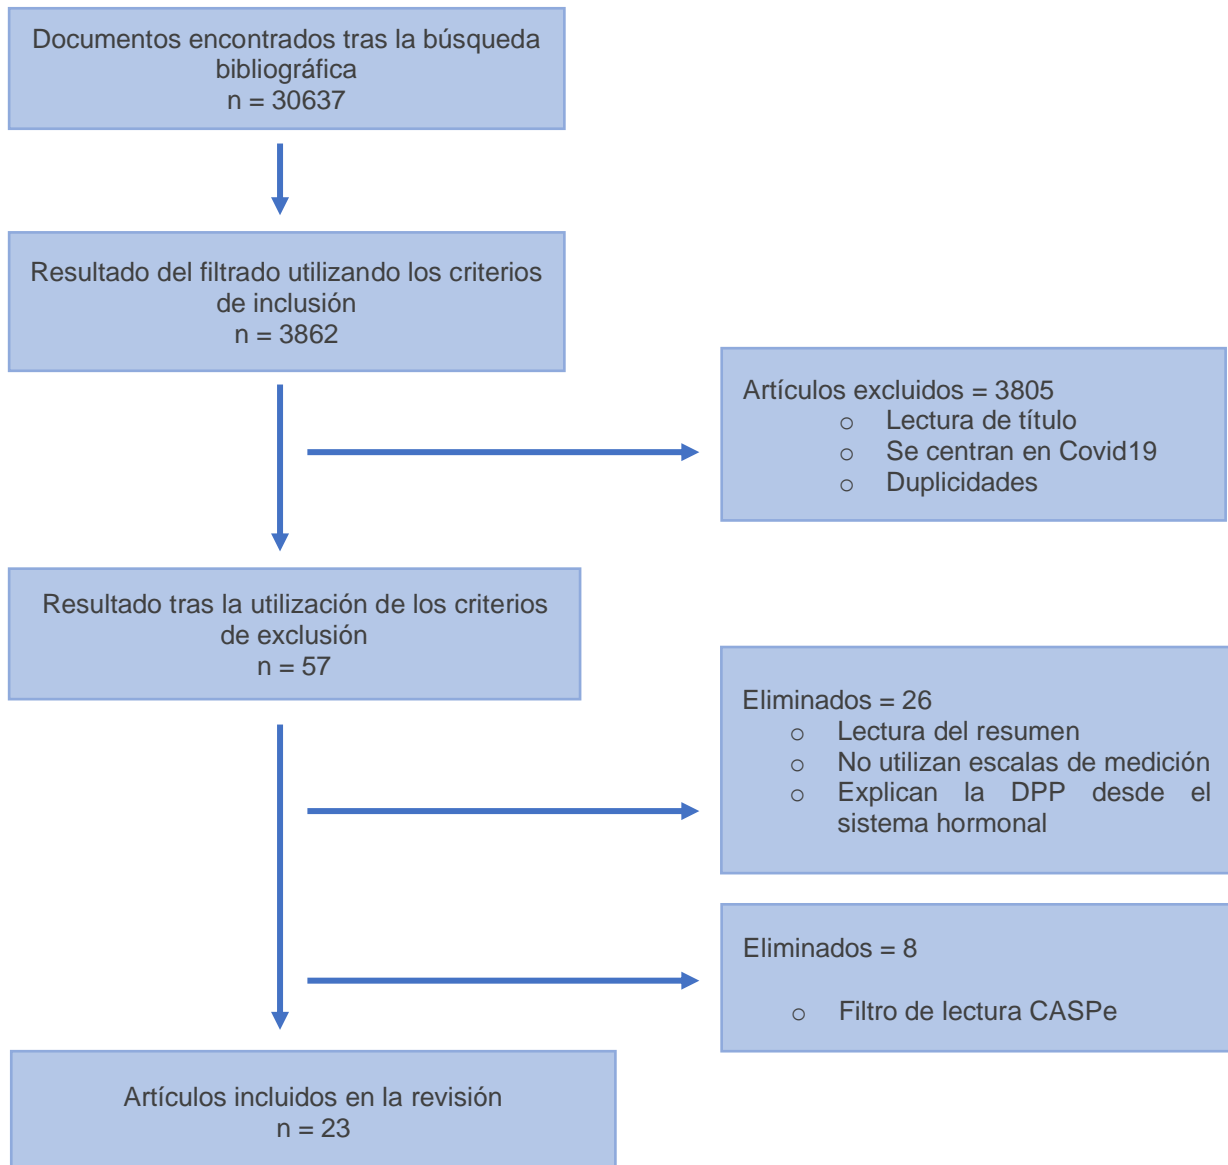 Documentos encontrados tras la búsqueda
bibliográfica
n = 30637
Resultado del filtrado utilizando los criterios
de inclusión
n = 3862
Artículos excluidos = 3805
o Lectura de título
o Se centran en Covid19
o Duplicidades
Resultado tras la utilización de los criterios
de exclusión
n = 57
Eliminados = 26
o Lectura del resumen
o No utilizan escalas de medición
o Explican la DPP desde el
sistema hormonal
Eliminados = 8
o Filtro de lectura CASPe
Artículos incluidos en la revisión
n = 23